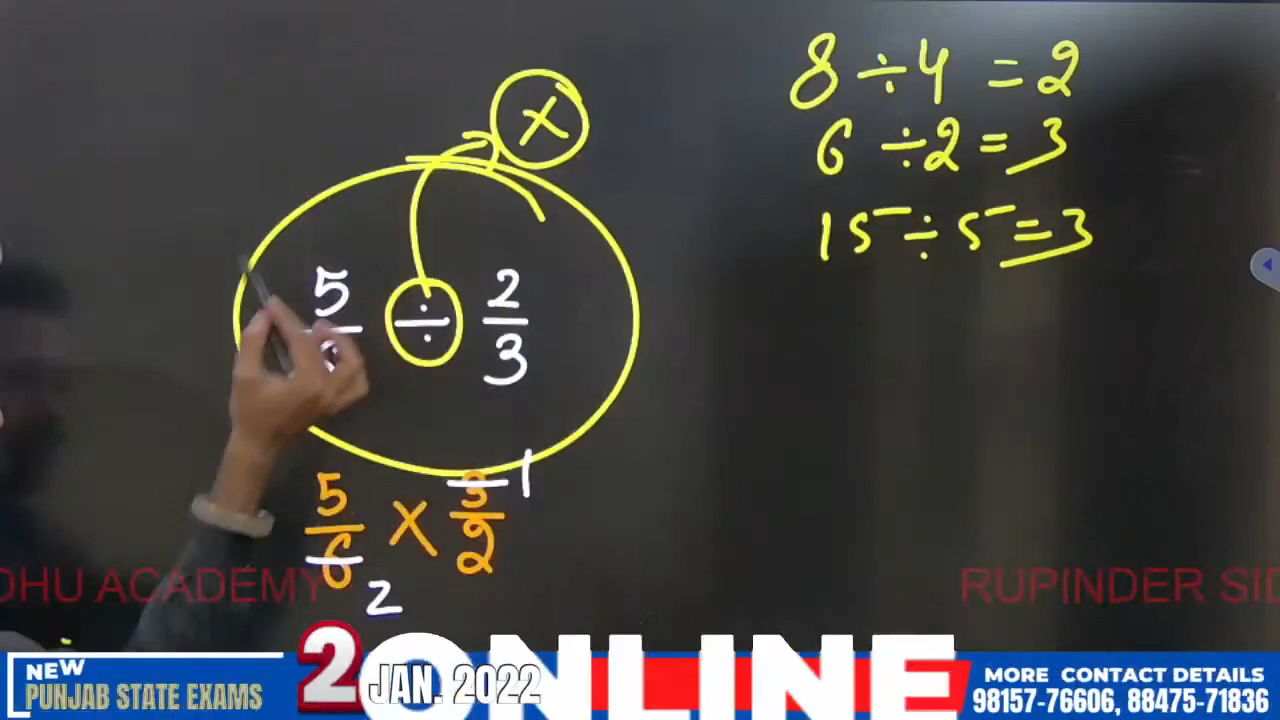 8 ÷ 4 = 2
6 ÷ 2 = 3
15 ÷ 5 = 3
×
5 ÷ 2
3
5 × 3 1
6 2
2
DHU ACADEMY
RUPINDER SID
NEW
PUNJAB STATE EXAMS
2 JAN. 2022
ONLINE
MORE CONTACT DETAILS
98157-76606, 88475-71836